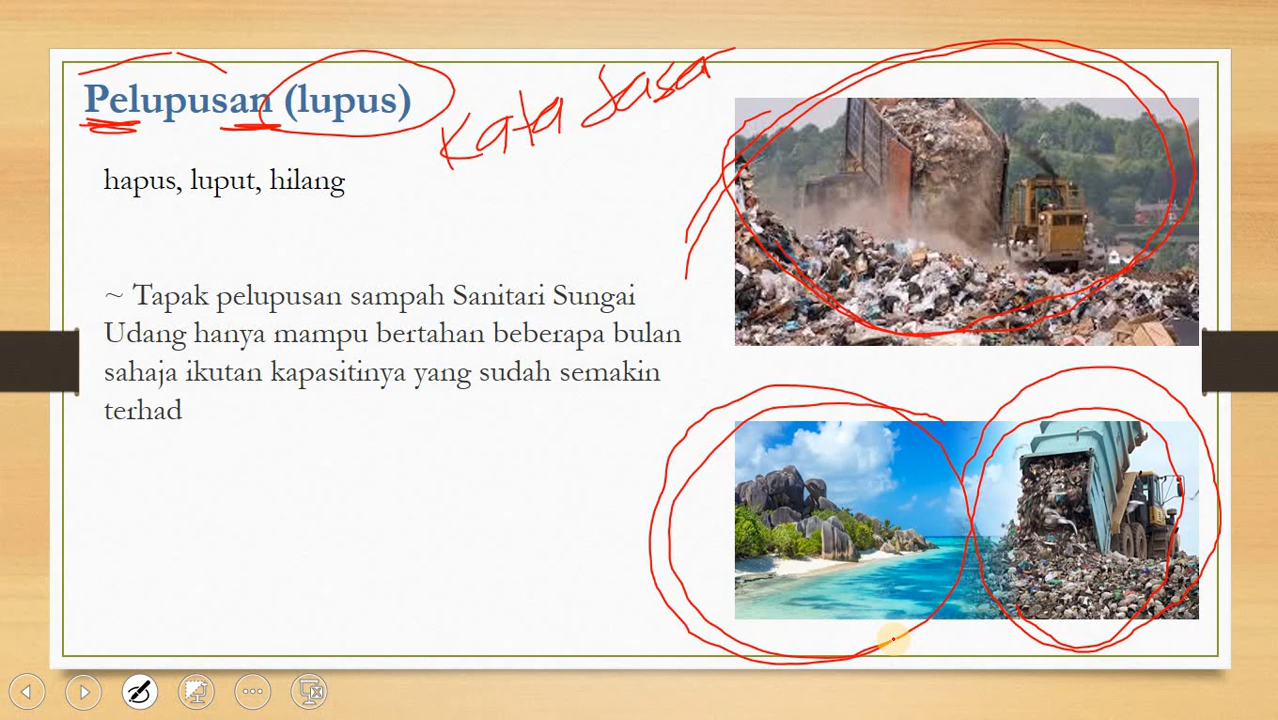 Pelupusan (lupus)
Kata dasar
hapus, luput, hilang
~ Tapak pelupusan sampah Sanitari Sungai
Udang hanya mampu bertahan beberapa bulan
sahaja ikutan kapasitinya yang sudah semakin
terhad